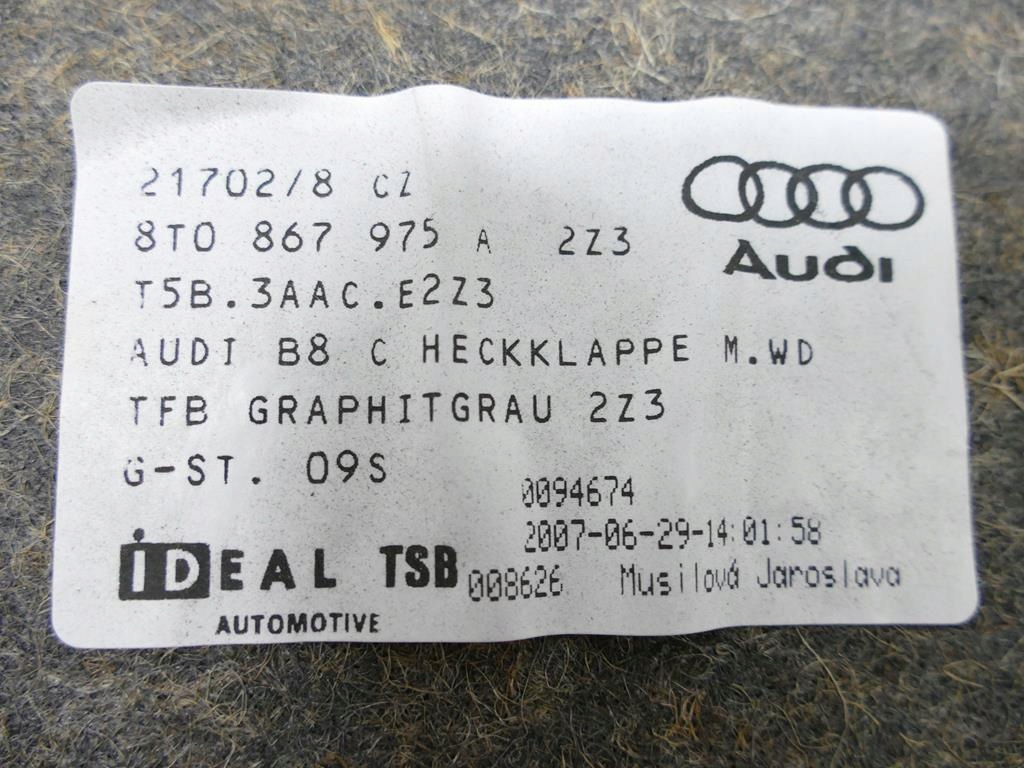 21702/8 CZ
8T0 867 975 A 2Z3
Audi
T5B.3AAC.E2Z3
AUDI B8 C HECKKLAPPE M.WD
TFB GRAPHITGRAU 2Z3
G-ST. 09S
0094674
2007-06-29-14:01:58
iDEAL TSB 008626 Musilová Jaroslava
AUTOMOTIVE